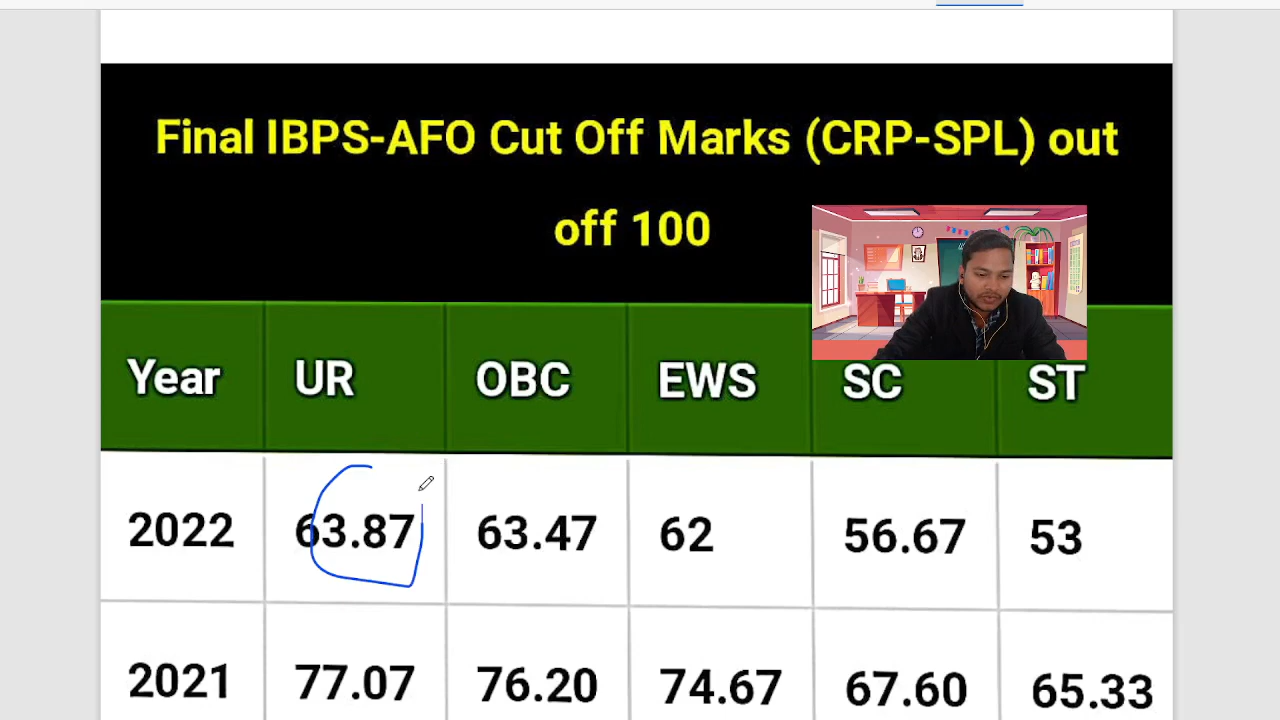 Final IBPS-AFO Cut Off Marks (CRP-SPL) out
off 100
Year UR OBC EWS SC ST
2022 63.87 63.47 62 56.67 53
2021 77.07 76.20 74.67 67.60 65.33